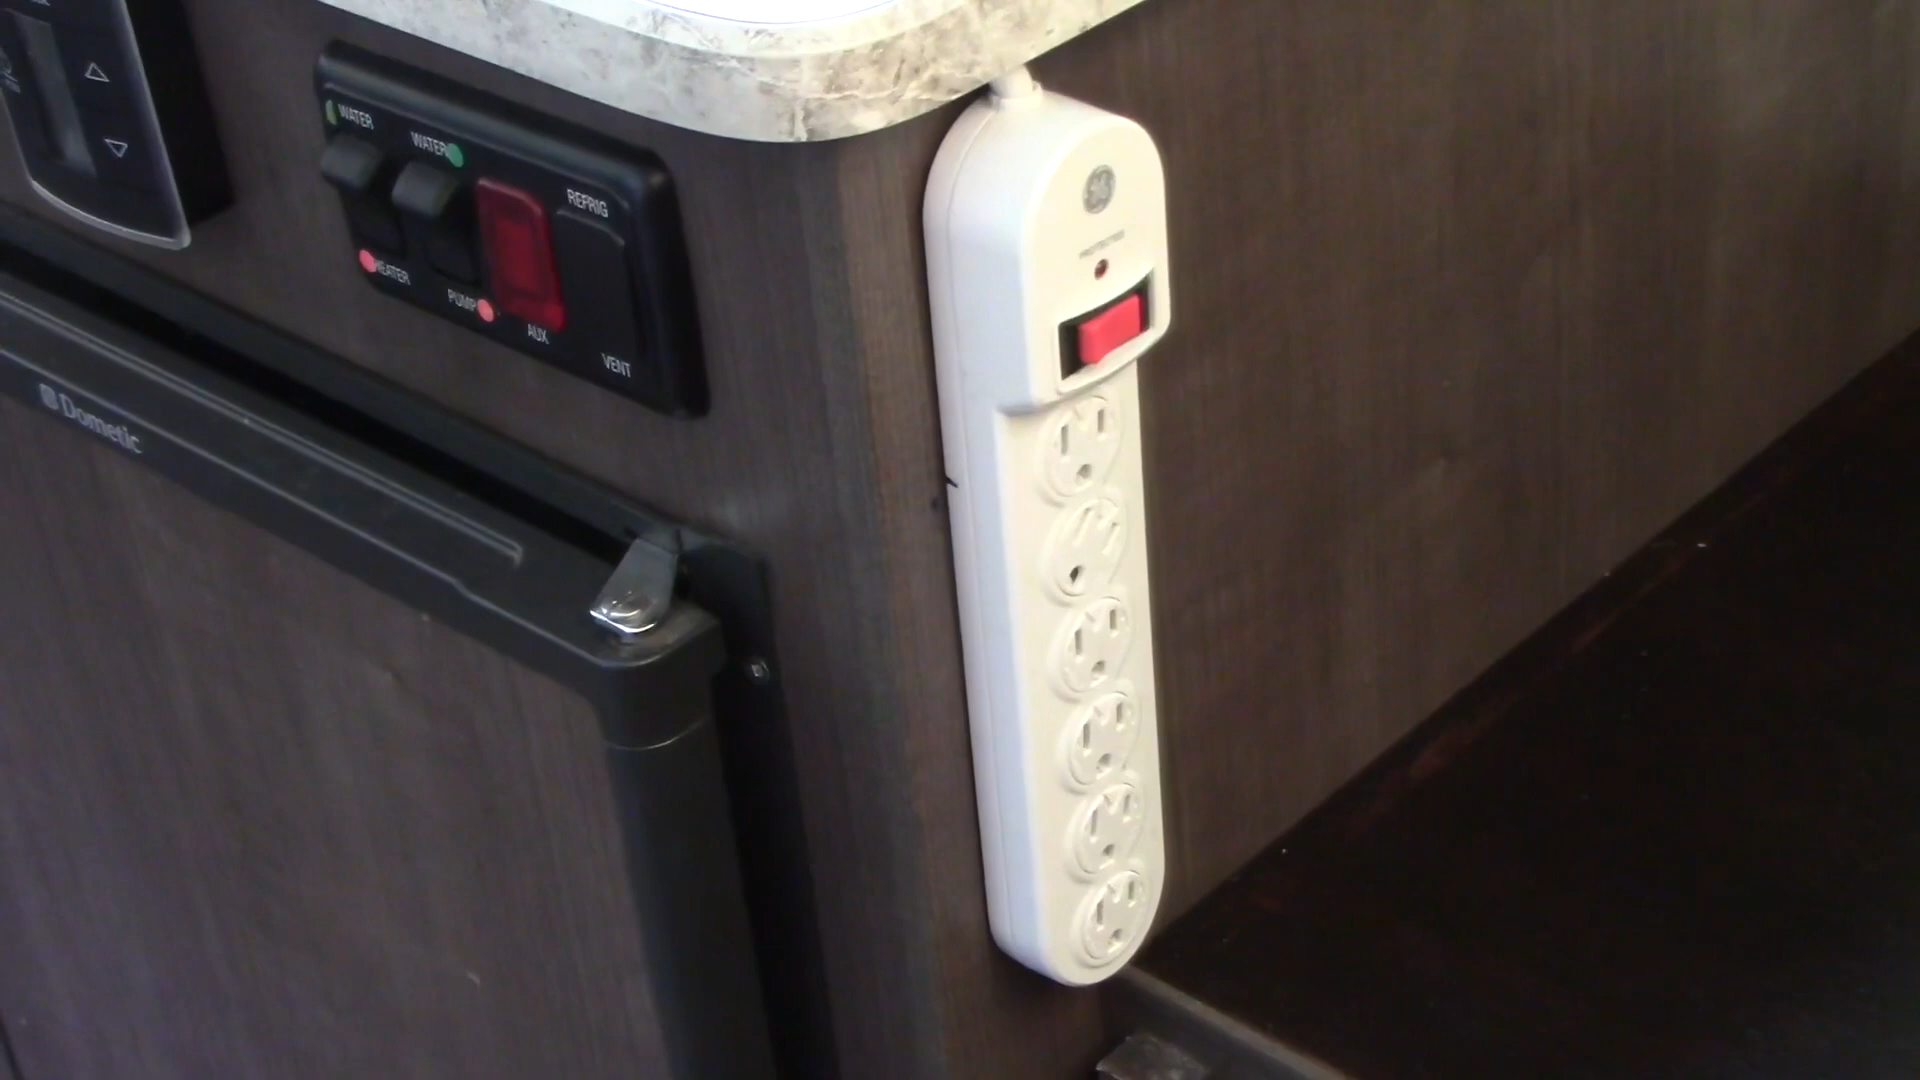 WATER
HEATER
WATER
PUMP
AUX
REFRIG
VENT
Dometic
GE